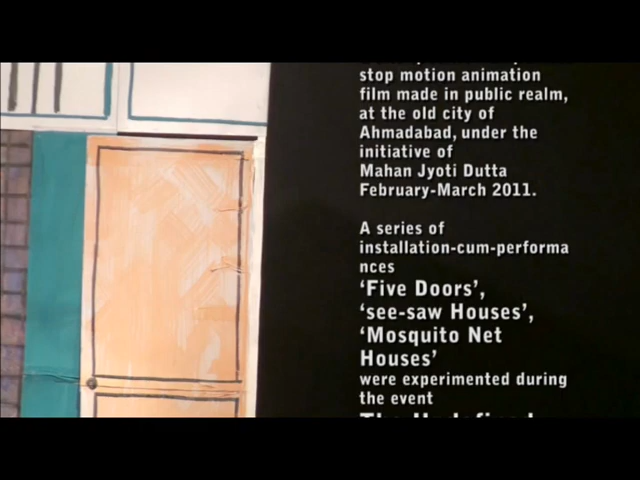 stop motion animation
film made in public realm,
at the old city of
Ahmadabad, under the
initiative of
Mahan Jyoti Dutta
February-March 2011.
A series of
installation-cum-performa
nces
‘Five Doors’,
‘see-saw Houses’,
‘Mosquito Net
Houses’
were experimented during
the event